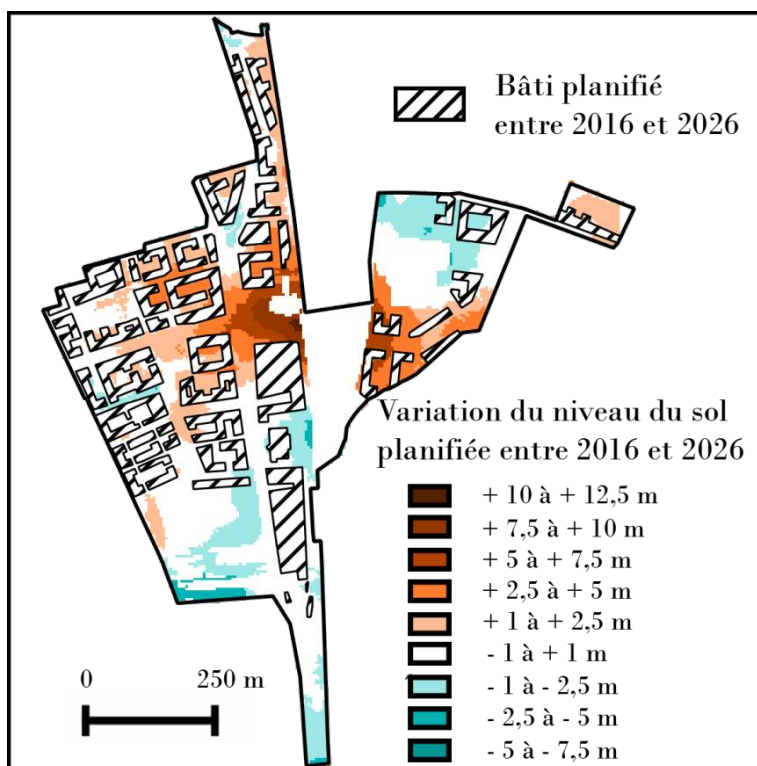 Bâti planifié
entre 2016 et 2026
Variation du niveau du sol
planifiée entre 2016 et 2026
+ 10 à + 12,5 m
+ 7,5 à + 10 m
+ 5 à + 7,5 m
+ 2,5 à + 5 m
+ 1 à + 2,5 m
- 1 à + 1 m
- 1 à - 2,5 m
- 2,5 à - 5 m
- 5 à - 7,5 m
0 250 m